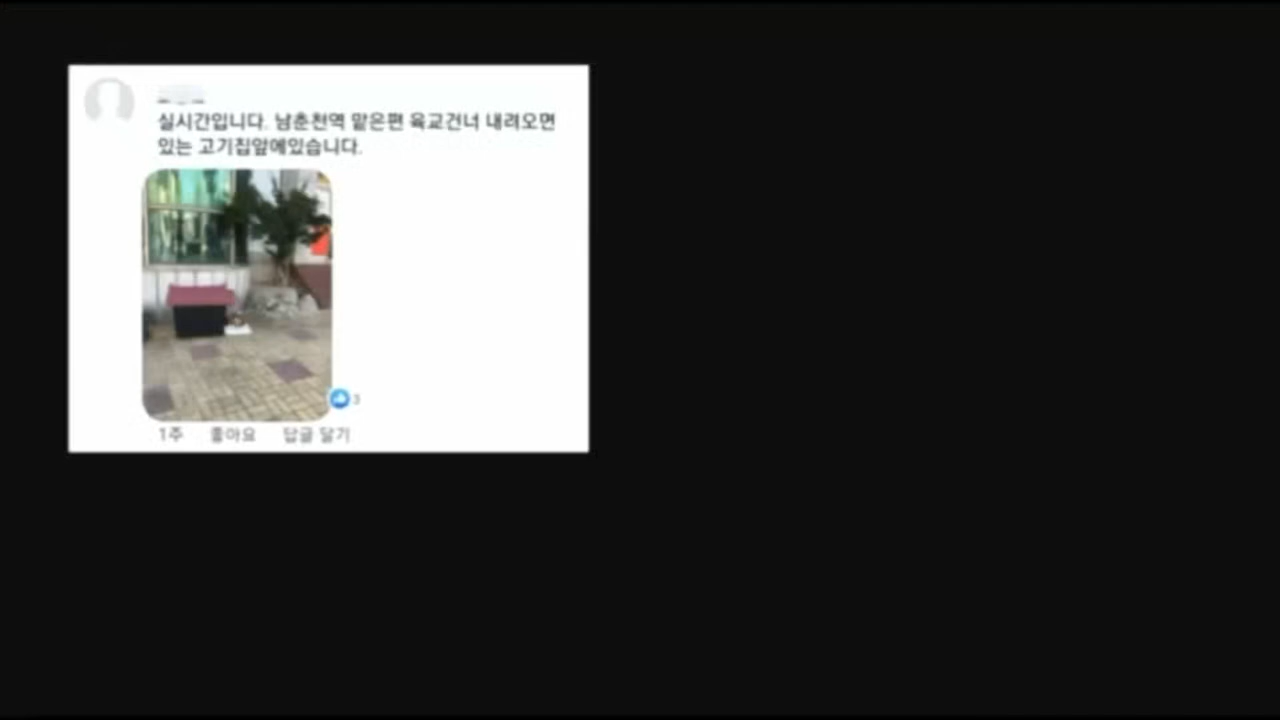 실시간입니다. 남춘천역 맡은편 육교건너 내려오면
있는 고기집앞에있습니다.
3
1주 좋아요 답글 달기